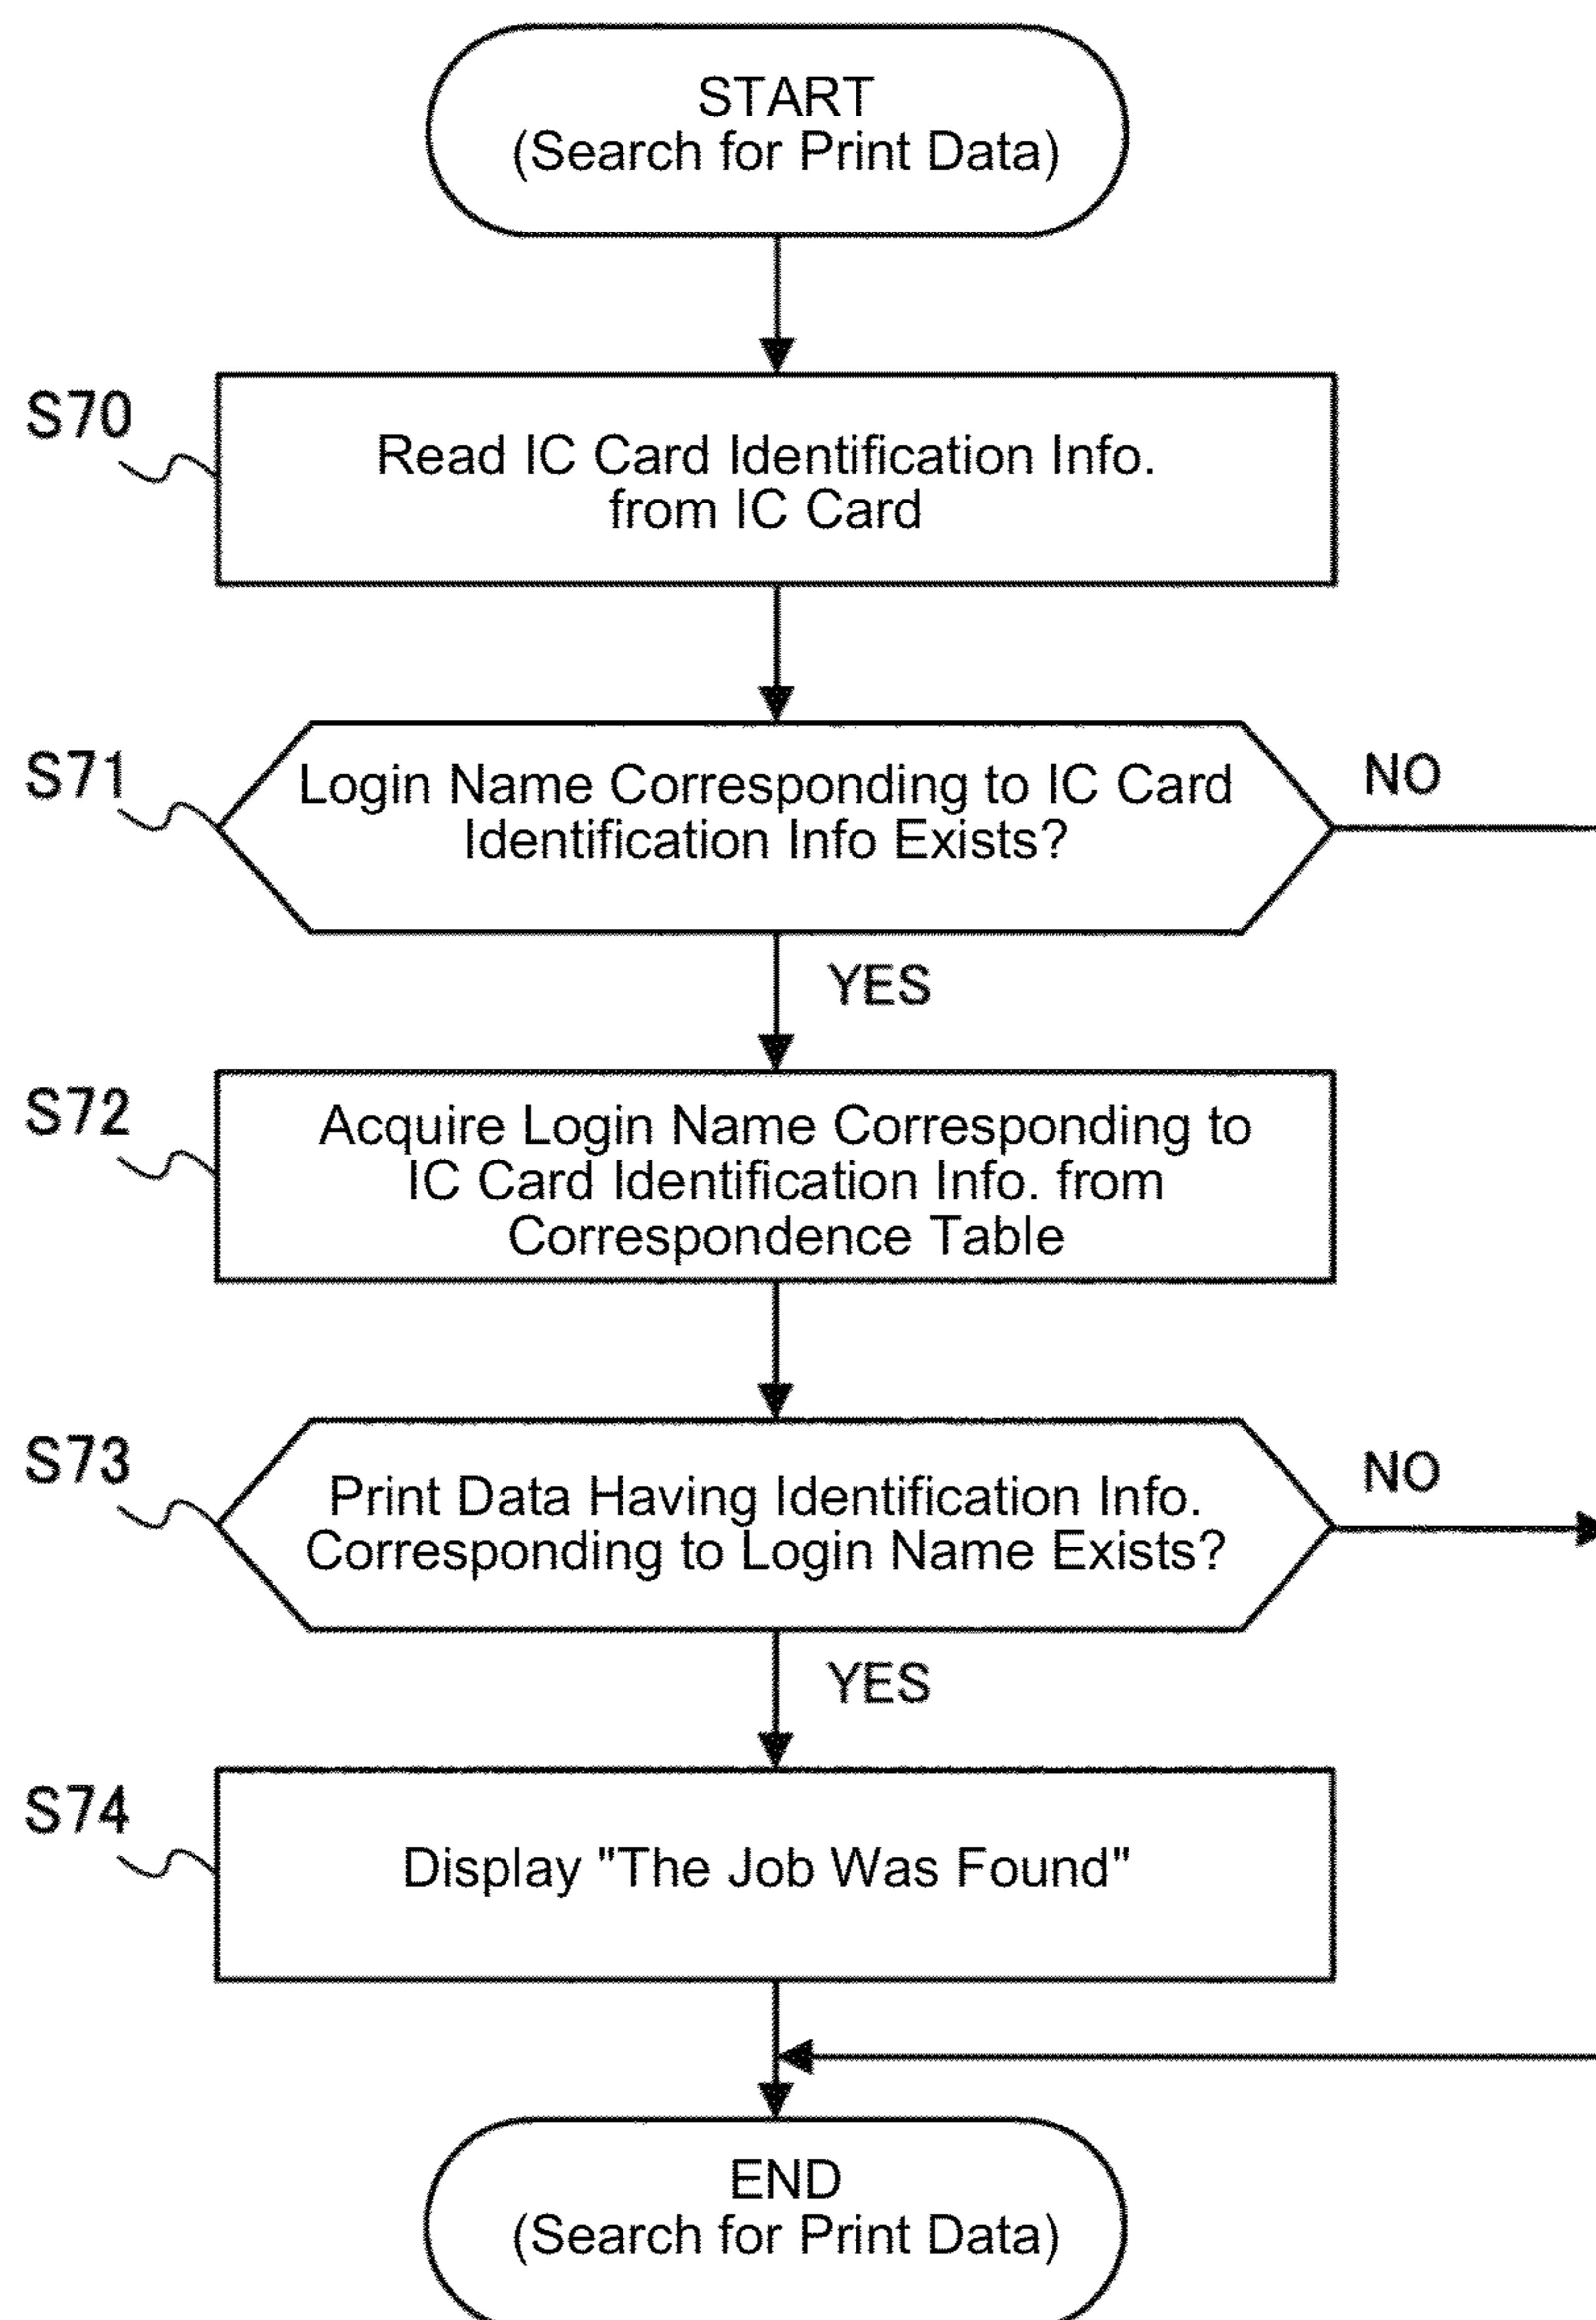 START
(Search for Print Data)
S70
Read IC Card Identification Info.
from IC Card
S71
Login Name Corresponding to IC Card
Identification Info Exists?
NO
YES
S72
Acquire Login Name Corresponding to
IC Card Identification Info. from
Correspondence Table
S73
Print Data Having Identification Info.
Corresponding to Login Name Exists?
NO
YES
S74
Display "The Job Was Found"
END
(Search for Print Data)